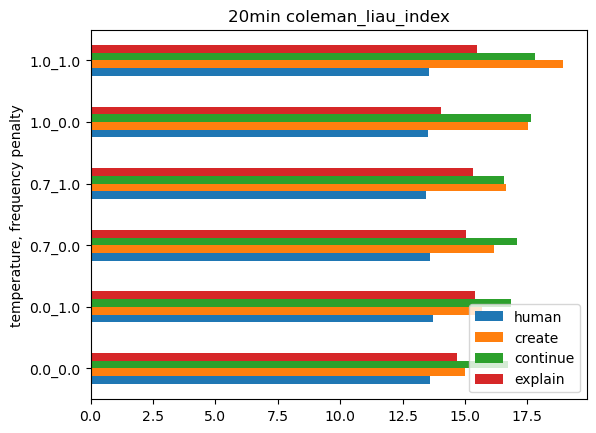 20min coleman_liau_index
temperature, frequency penalty
1.0_1.0
1.0_0.0
0.7_1.0
0.7_0.0
0.0_1.0
0.0_0.0
human
create
continue
explain
0.0 2.5 5.0 7.5 10.0 12.5 15.0 17.5